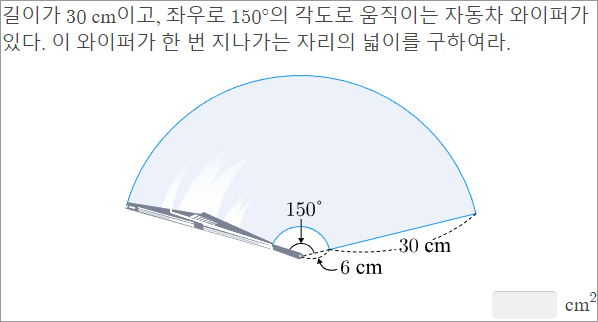 길이가 30 cm이고, 좌우로 150°의 각도로 움직이는 자동차 와이퍼가
있다. 이 와이퍼가 한 번 지나가는 자리의 넓이를 구하여라.
150°
30 cm
6 cm
cm²